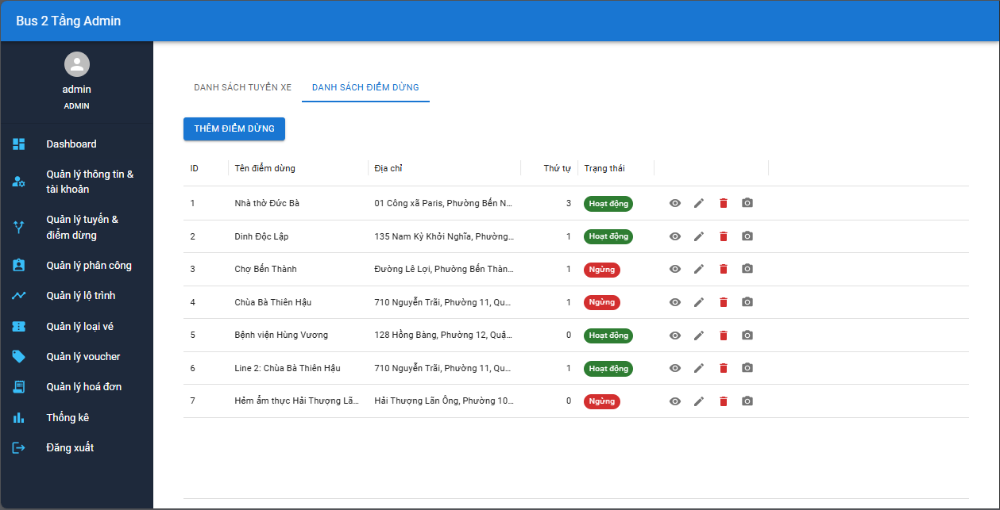 Bus 2 Tầng Admin
admin
ADMIN
Dashboard
Quản lý thông tin &
tài khoản
Quản lý tuyến &
điểm dừng
Quản lý phân công
Quản lý lộ trình
Quản lý loại vé
Quản lý voucher
Quản lý hoá đơn
Thống kê
Đăng xuất
DANH SÁCH TUYẾN XE DANH SÁCH ĐIỂM DỪNG
THÊM ĐIỂM DỪNG
ID Tên điểm dừng Địa chỉ Thứ tự Trạng thái
1 Nhà thờ Đức Bà 01 Công xã Paris, Phường Bến N... 3 Hoạt động
2 Dinh Độc Lập 135 Nam Kỳ Khởi Nghĩa, Phường... 1 Hoạt động
3 Chợ Bến Thành Đường Lê Lợi, Phường Bến Thàn... 1 Ngừng
4 Chùa Bà Thiên Hậu 710 Nguyễn Trãi, Phường 11, Qu... 1 Ngừng
5 Bệnh viện Hùng Vương 128 Hồng Bàng, Phường 12, Quậ... 0 Hoạt động
6 Line 2: Chùa Bà Thiên Hậu 710 Nguyễn Trãi, Phường 11, Qu... 1 Hoạt động
7 Hẻm ẩm thực Hải Thượng Lã... Hải Thượng Lãn Ông, Phường 10... 0 Ngừng